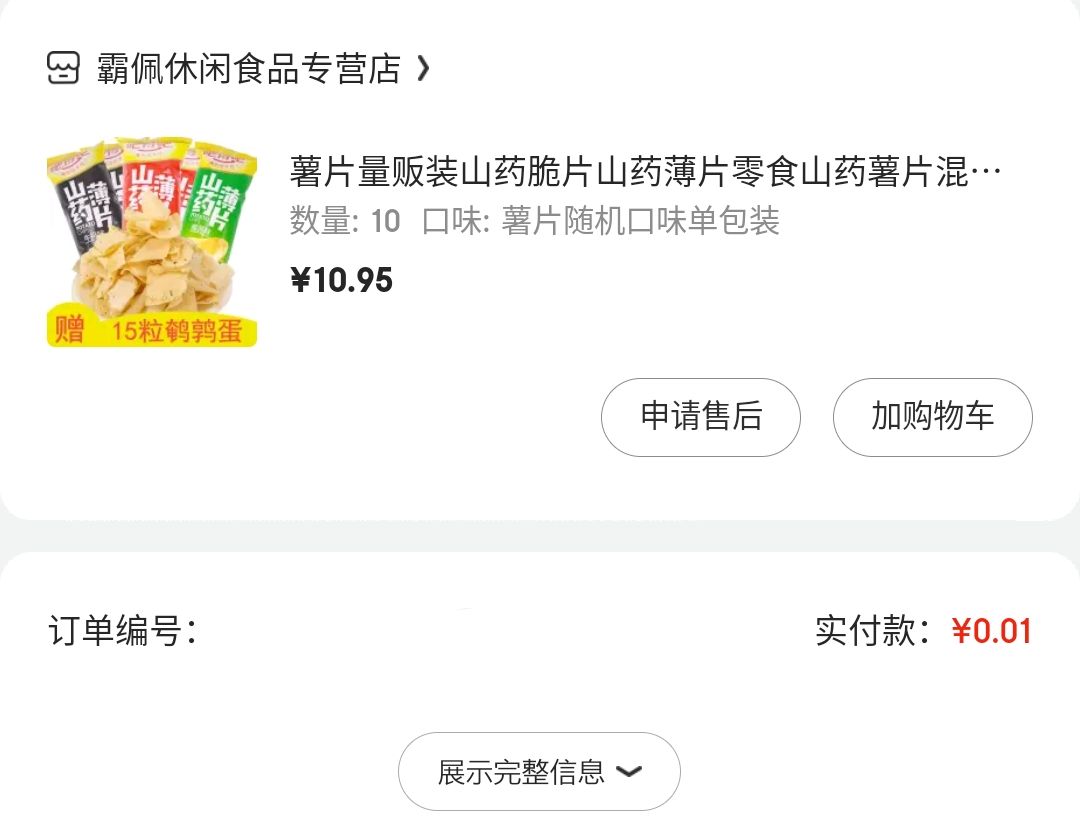 霸佩休闲食品专营店
薯片量贩装山药脆片山药薄片零食山药薯片混…
数量: 10 口味: 薯片随机口味单包装
¥10.95
山药
薄片
山药
薄
山药
薄片
赠 15粒鹌鹑蛋
申请售后 加购物车
订单编号：
实付款：¥0.01
展示完整信息